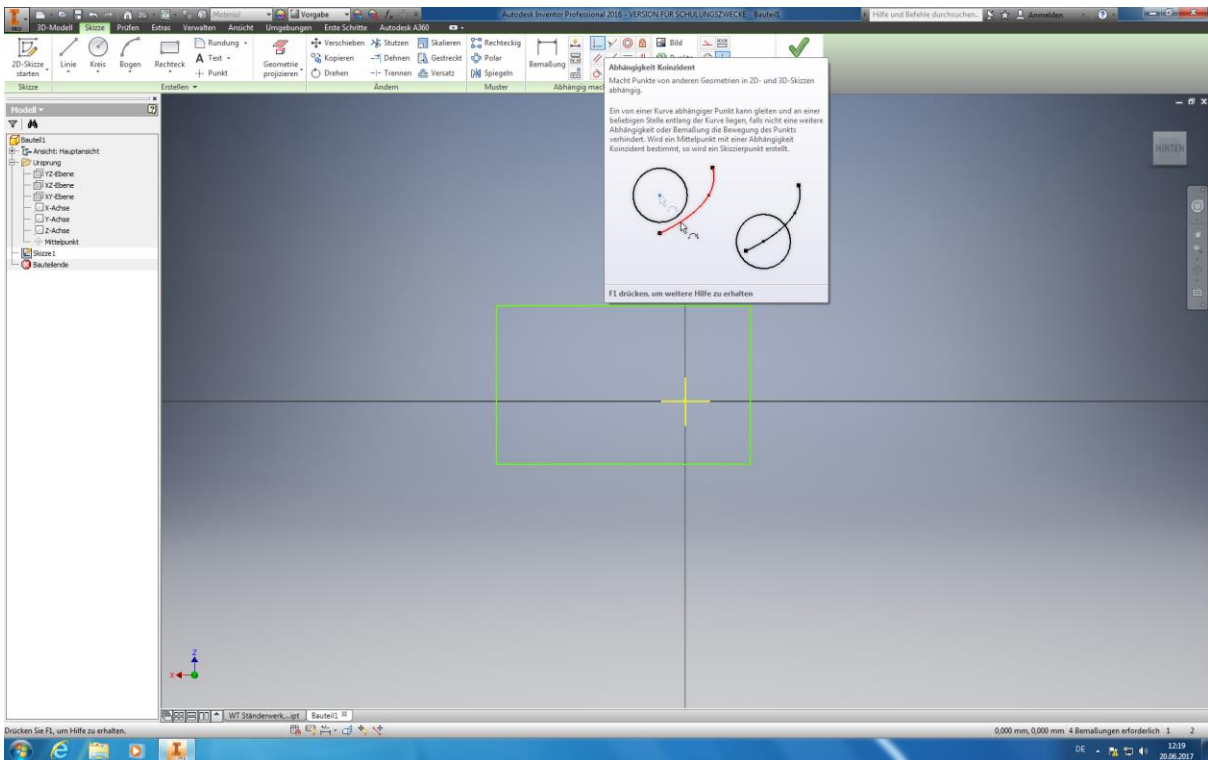 Material
Vorgabe
Autodesk Inventor Professional 2016 - VERSION FÜR SCHULUNGSZWECKE Bauteil1
Hilfe und Befehle durchsuchen...
Anmelden
PRO
3D-Modell Skizze Prüfen Extras Verwalten Ansicht Umgebungen Erste Schritte Autodesk A360
2D-Skizze starten
Linie
Kreis
Bogen
Rechteck
Rundung
Text
Punkt
Geometrie projizieren
Verschieben Stutzen Skalieren
Kopieren Dehnen Gestreckt
Drehen Trennen Versatz
Rechteckig
Polar
Spiegeln
Bemaßung
Bild
Skizze
Erstellen
Ändern
Muster
Abhängig mac
Abhängigkeit Koinzident
Macht Punkte von anderen Geometrien in 2D- und 3D-Skizzen
abhängig.
Ein von einer Kurve abhängiger Punkt kann gleiten und an einer
beliebigen Stelle entlang der Kurve liegen, falls nicht eine weitere
Abhängigkeit oder Bemaßung die Bewegung des Punkts
verhindert. Wird ein Mittelpunkt mit einer Abhängigkeit
Koinzident bestimmt, so wird ein Skizzierpunkt erstellt.
F1 drücken, um weitere Hilfe zu erhalten
Modell
Bauteil1
Ansicht: Hauptansicht
Ursprung
YZ-Ebene
XZ-Ebene
XY-Ebene
X-Achse
Y-Achse
Z-Achse
Mittelpunkt
Skizze1
Bauteilende
HINTEN
Z
X
WT Ständerwerk,...ipt
Bauteil1
Drücken Sie F1, um Hilfe zu erhalten.
0,000 mm, 0,000 mm 4 Bemaßungen erforderlich 1 2
DE
12:19
20.06.2017